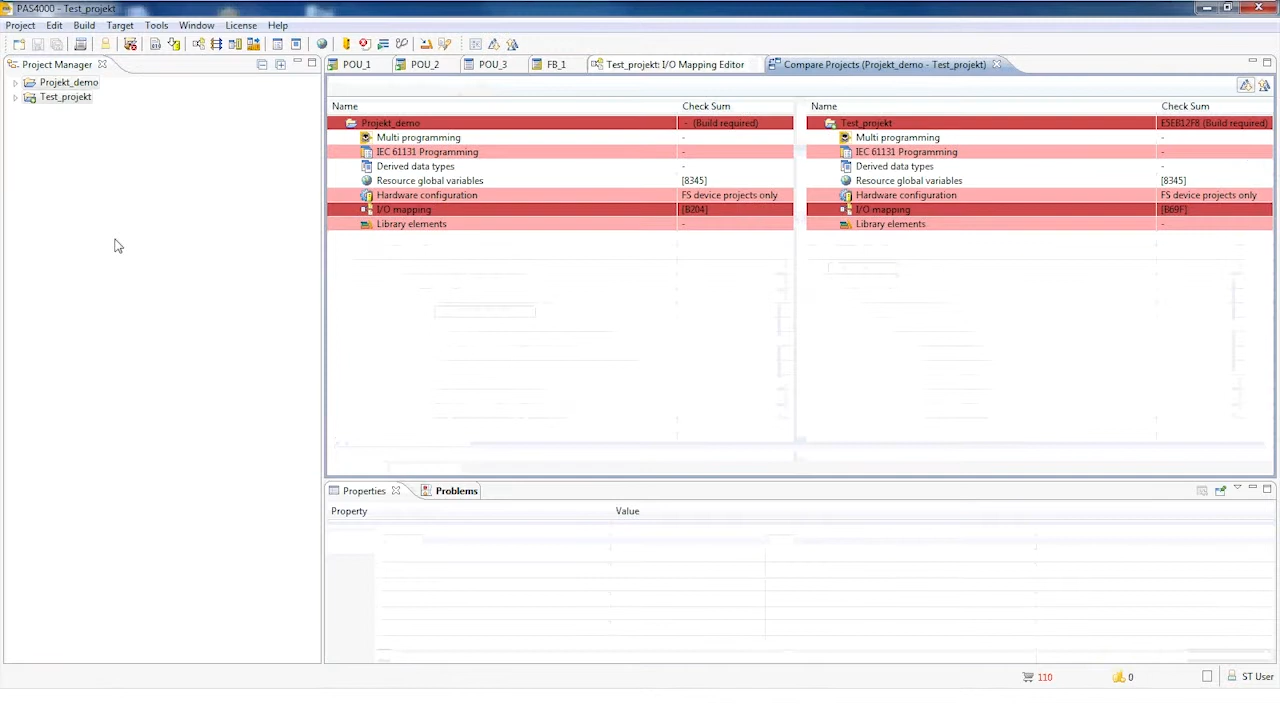 PAS4000 - Test_projekt
Project Edit Build Target Tools Window License Help
Project Manager
Projekt_demo
Test_projekt
POU_1 POU_2 POU_3 FB_1 Test_projekt: I/O Mapping Editor Compare Projects (Projekt_demo - Test_projekt)
Name Check Sum Name Check Sum
Projekt_demo - (Build required) Test_projekt E5EB12F8 (Build required)
Multi programming - Multi programming -
IEC 61131 Programming - IEC 61131 Programming -
Derived data types - Derived data types -
Resource global variables [8345] Resource global variables [8345]
Hardware configuration FS device projects only Hardware configuration FS device projects only
I/O mapping [B204] I/O mapping [B69F]
Library elements - Library elements -
Properties Problems
Property Value
110 0 ST User